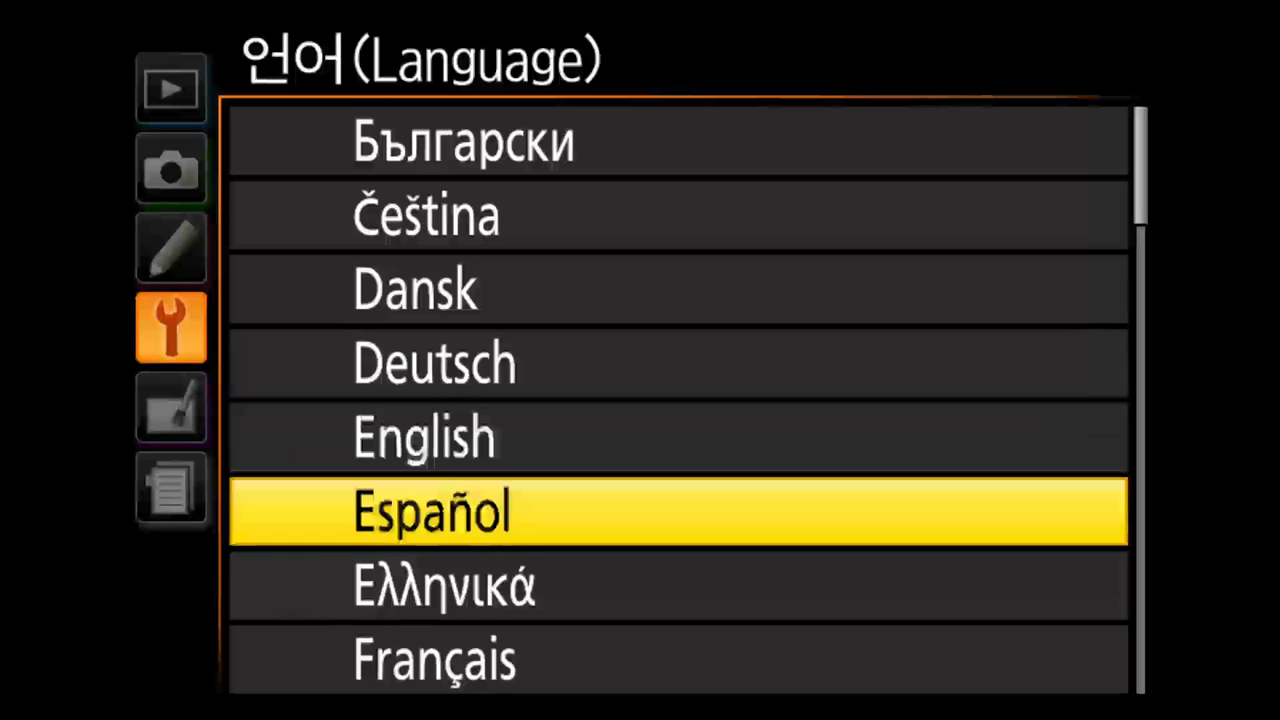 언어(Language)
Български
Čeština
Dansk
Deutsch
English
Español
Ελληνικά
Français